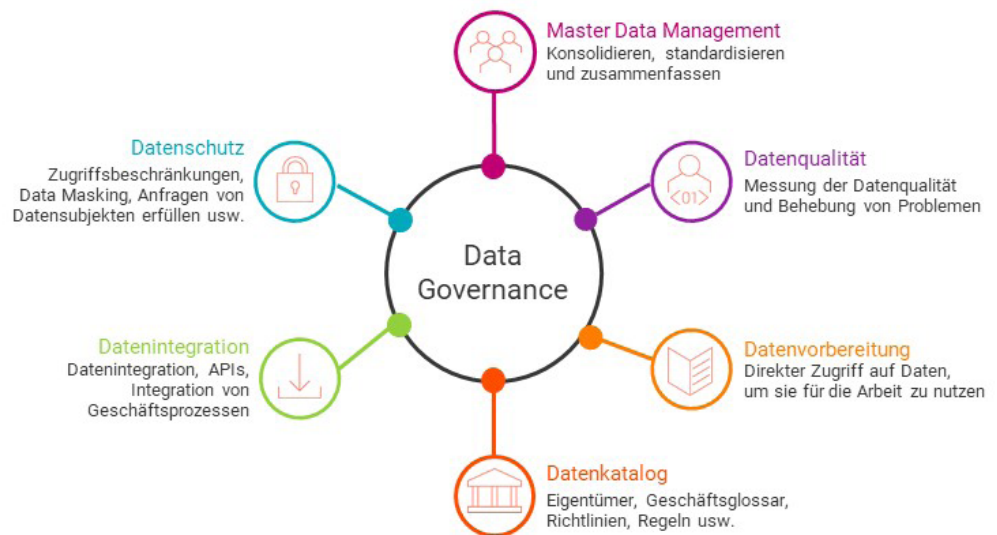 Master Data Management
Konsolidieren, standardisieren
und zusammenfassen
Datenschutz
Zugriffsbeschränkungen,
Data Masking, Anfragen von
Datensubjekten erfüllen usw.
Datenqualität
Messung der Datenqualität
und Behebung von Problemen
<01>
Data
Governance
Datenintegration
Datenintegration, APIs,
Integration von
Geschäftsprozessen
Datenvorbereitung
Direkter Zugriff auf Daten,
um sie für die Arbeit zu nutzen
Datenkatalog
Eigentümer, Geschäftsglossar,
Richtlinien, Regeln usw.